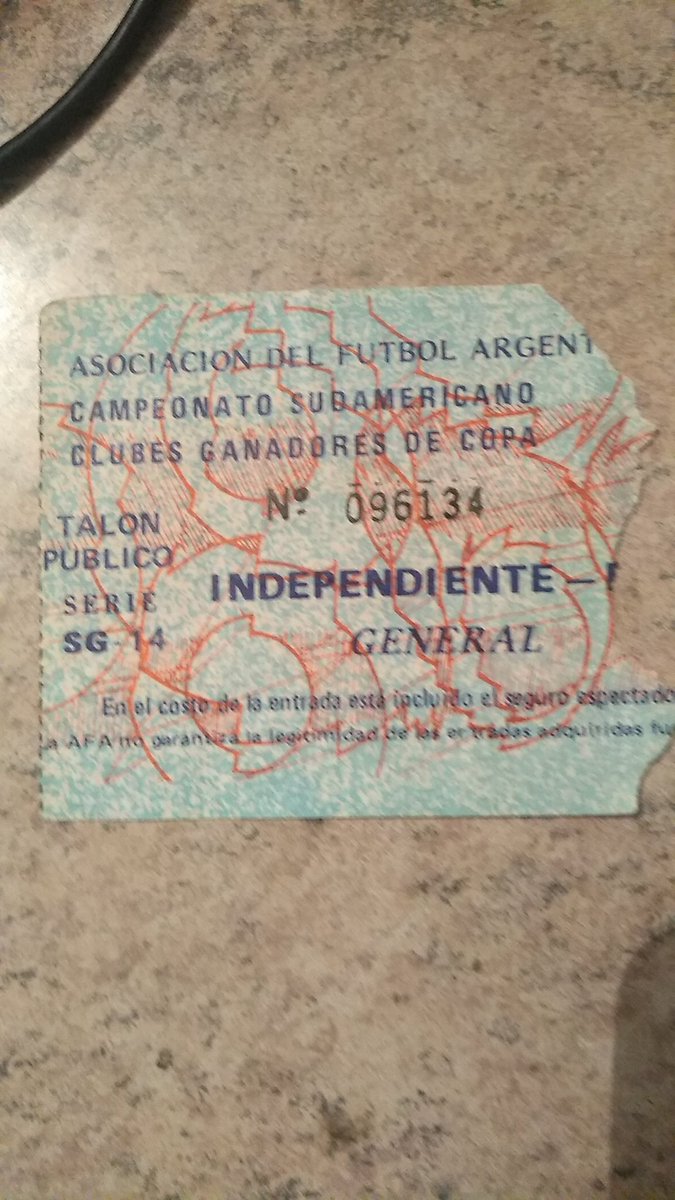 ASOCIACION DEL FUTBOL ARGENT
CAMPEONATO SUDAMERICANO
CLUBES GANADORES DE COPA
Nº 096134
TALON
PUBLICO
SERIE
SG-14
INDEPENDIENTE –
GENERAL
En el costo de la entrada está incluido el seguro espectado
La AFA no garantiza la legitimidad de las entradas adquiridas fu